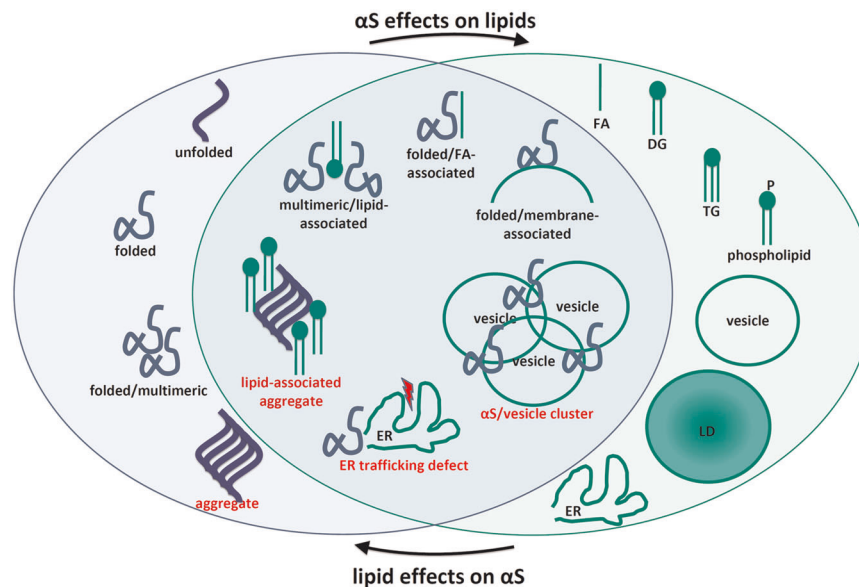 αS effects on lipids
unfolded
folded
folded/multimeric
aggregate
multimeric/lipid-
associated
folded/FA-
associated
folded/membrane-
associated
lipid-associated
aggregate
vesicle
vesicle
vesicle
αS/vesicle cluster
ER
ER trafficking defect
FA
DG
TG
P
phospholipid
vesicle
LD
ER
lipid effects on αS